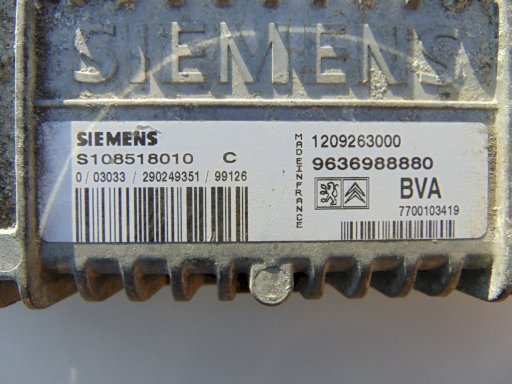 SIEMENS
SIEMENS
S108518010 C
0 / 03033 / 290249351 / 99126
MADE IN FRANCE
1209263000
9636988880
BVA
7700103419